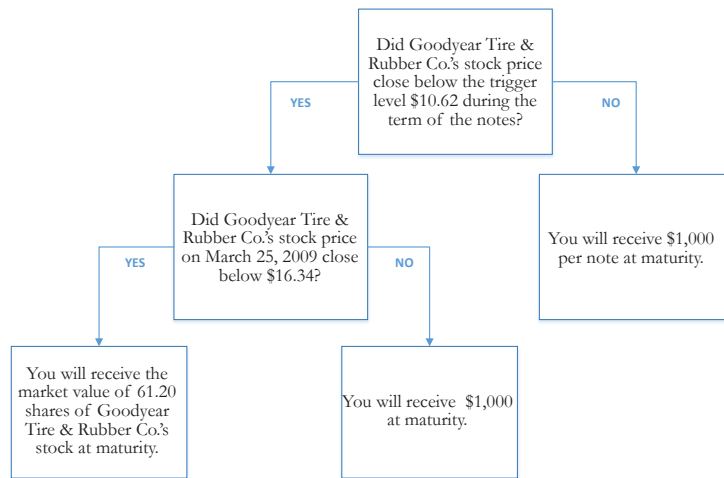 Did Goodyear Tire &
Rubber Co.'s stock price
close below the trigger
level $10.62 during the
term of the notes?
YES
NO
Did Goodyear Tire &
Rubber Co.'s stock price
on March 25, 2009 close
below $16.34?
You will receive $1,000
per note at maturity.
YES
NO
You will receive the
market value of 61.20
shares of Goodyear
Tire & Rubber Co.'s
stock at maturity.
You will receive $1,000
at maturity.